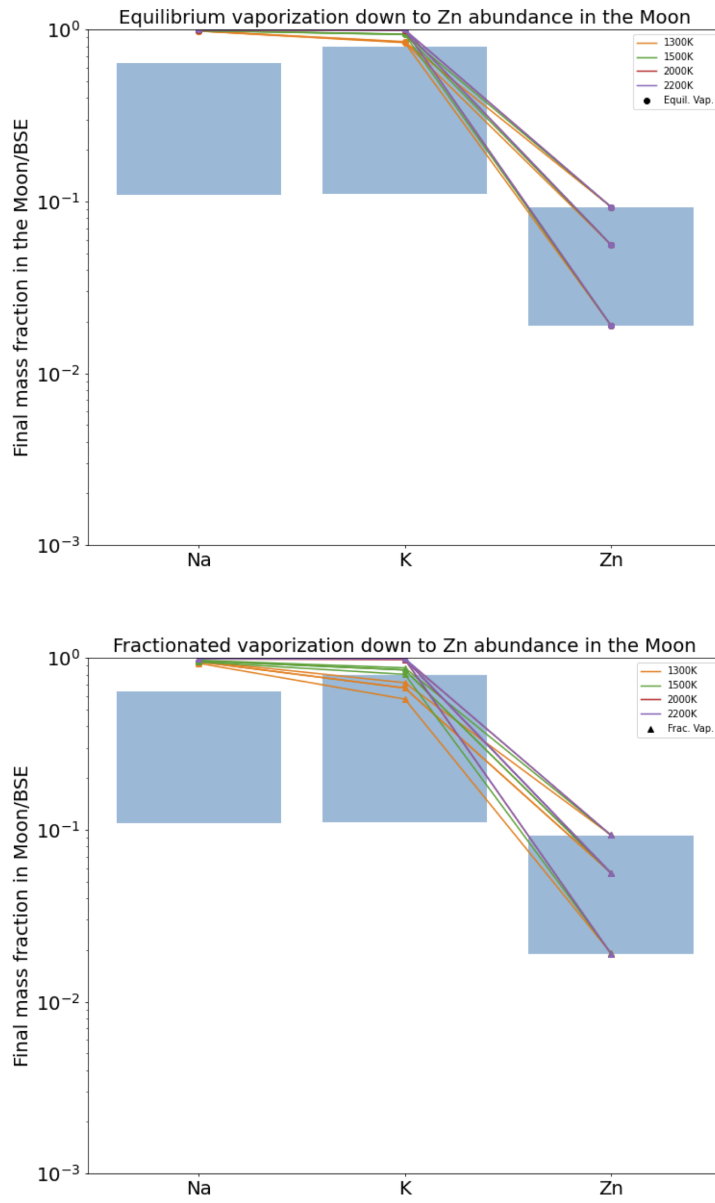 Equilibrium vaporization down to Zn abundance in the Moon
10⁰
10⁻¹
10⁻²
10⁻³
Final mass fraction in the Moon/BSE
1300K
1500K
2000K
2200K
Equil. Vap.
Na K Zn
Fractionated vaporization down to Zn abundance in the Moon
10⁰
10⁻¹
10⁻²
10⁻³
Final mass fraction in Moon/BSE
1300K
1500K
2000K
2200K
Frac. Vap.
Na K Zn